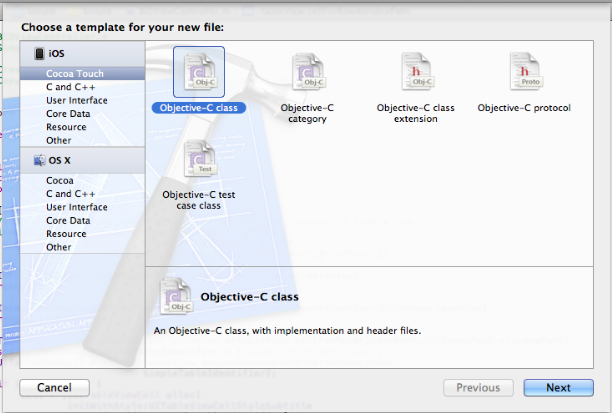 Choose a template for your new file:
iOS
Cocoa Touch
C and C++
User Interface
Core Data
Resource
Other
OS X
Cocoa
C and C++
User Interface
Core Data
Resource
Other
Obj-C
Objective-C class
Obj-C
Objective-C
category
h
Obj-C
Objective-C class
extension
h
Proto
Objective-C protocol
Test
Objective-C test
case class
Obj-C
Objective-C class
An Objective-C class, with implementation and header files.
Cancel
Previous
Next